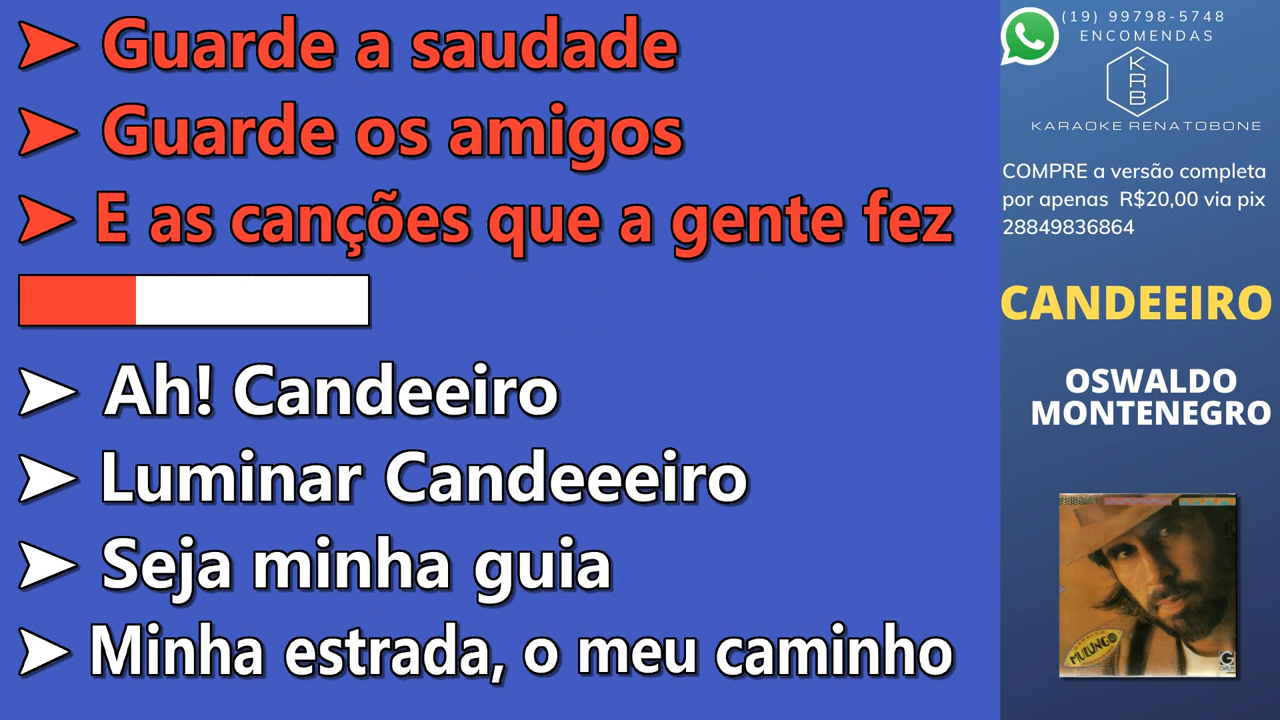 ➤ Guarde a saudade
➤ Guarde os amigos
➤ E as canções que a gente fez
➤ Ah! Candeeiro
➤ Luminar Candeeeiro
➤ Seja minha guia
➤ Minha estrada, o meu caminho
(19) 99798-5748
ENCOMENDAS
K
R
B
KARAOKE RENATOBONE
COMPRE a versão completa
por apenas R$20,00 via pix
28849836864
CANDEEIRO
OSWALDO
MONTENEGRO
MULUNGO